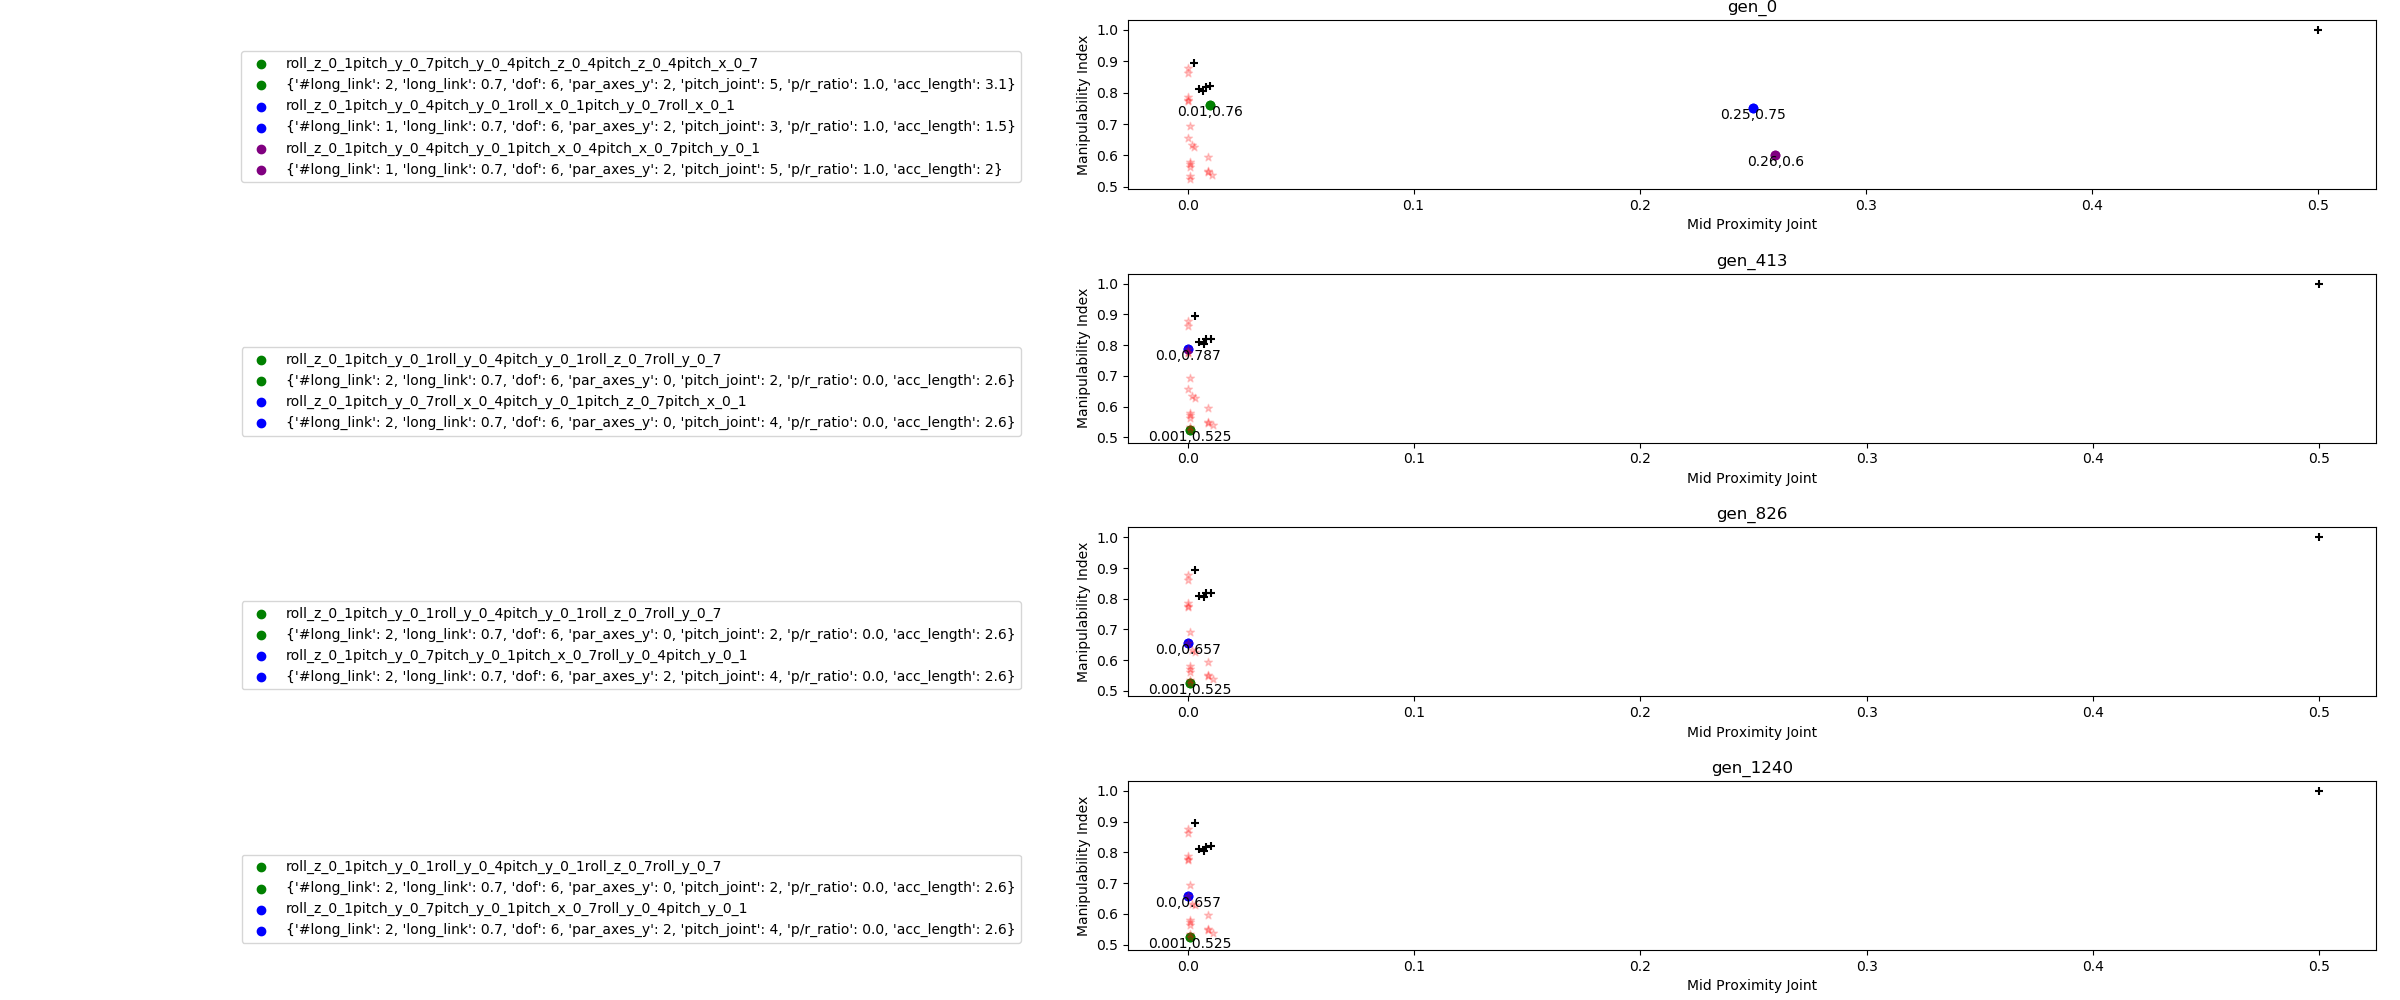 gen_0
roll_z_0_1pitch_y_0_7pitch_y_0_4pitch_z_0_4pitch_z_0_4pitch_x_0_7
{'#long_link': 2, 'long_link': 0.7, 'dof': 6, 'par_axes_y': 2, 'pitch_joint': 5, 'p/r_ratio': 1.0, 'acc_length': 3.1}
roll_z_0_1pitch_y_0_4pitch_y_0_1roll_x_0_1pitch_y_0_7roll_x_0_1
{'#long_link': 1, 'long_link': 0.7, 'dof': 6, 'par_axes_y': 2, 'pitch_joint': 3, 'p/r_ratio': 1.0, 'acc_length': 1.5}
roll_z_0_1pitch_y_0_4pitch_y_0_1pitch_x_0_4pitch_x_0_7pitch_y_0_1
{'#long_link': 1, 'long_link': 0.7, 'dof': 6, 'par_axes_y': 2, 'pitch_joint': 5, 'p/r_ratio': 1.0, 'acc_length': 2}
Manipulability Index
1.0
0.9
0.8
0.7
0.6
0.5
0.01,0.76
0.25,0.75
0.26,0.6
0.0 0.1 0.2 0.3 0.4 0.5
Mid Proximity Joint
gen_413
roll_z_0_1pitch_y_0_1roll_y_0_4pitch_y_0_1roll_z_0_7roll_y_0_7
{'#long_link': 2, 'long_link': 0.7, 'dof': 6, 'par_axes_y': 0, 'pitch_joint': 2, 'p/r_ratio': 0.0, 'acc_length': 2.6}
roll_z_0_1pitch_y_0_7roll_x_0_4pitch_y_0_1pitch_z_0_7pitch_x_0_1
{'#long_link': 2, 'long_link': 0.7, 'dof': 6, 'par_axes_y': 0, 'pitch_joint': 4, 'p/r_ratio': 0.0, 'acc_length': 2.6}
Manipulability Index
1.0
0.9
0.8
0.7
0.6
0.5
0.0,0.787
0.001,0.525
0.0 0.1 0.2 0.3 0.4 0.5
Mid Proximity Joint
gen_826
roll_z_0_1pitch_y_0_1roll_y_0_4pitch_y_0_1roll_z_0_7roll_y_0_7
{'#long_link': 2, 'long_link': 0.7, 'dof': 6, 'par_axes_y': 0, 'pitch_joint': 2, 'p/r_ratio': 0.0, 'acc_length': 2.6}
roll_z_0_1pitch_y_0_7pitch_y_0_1pitch_x_0_7roll_y_0_4pitch_y_0_1
{'#long_link': 2, 'long_link': 0.7, 'dof': 6, 'par_axes_y': 2, 'pitch_joint': 4, 'p/r_ratio': 0.0, 'acc_length': 2.6}
Manipulability Index
1.0
0.9
0.8
0.7
0.6
0.5
0.0,0.657
0.001,0.525
0.0 0.1 0.2 0.3 0.4 0.5
Mid Proximity Joint
gen_1240
roll_z_0_1pitch_y_0_1roll_y_0_4pitch_y_0_1roll_z_0_7roll_y_0_7
{'#long_link': 2, 'long_link': 0.7, 'dof': 6, 'par_axes_y': 0, 'pitch_joint': 2, 'p/r_ratio': 0.0, 'acc_length': 2.6}
roll_z_0_1pitch_y_0_7pitch_y_0_1pitch_x_0_7roll_y_0_4pitch_y_0_1
{'#long_link': 2, 'long_link': 0.7, 'dof': 6, 'par_axes_y': 2, 'pitch_joint': 4, 'p/r_ratio': 0.0, 'acc_length': 2.6}
Manipulability Index
1.0
0.9
0.8
0.7
0.6
0.5
0.0,0.657
0.001,0.525
0.0 0.1 0.2 0.3 0.4 0.5
Mid Proximity Joint